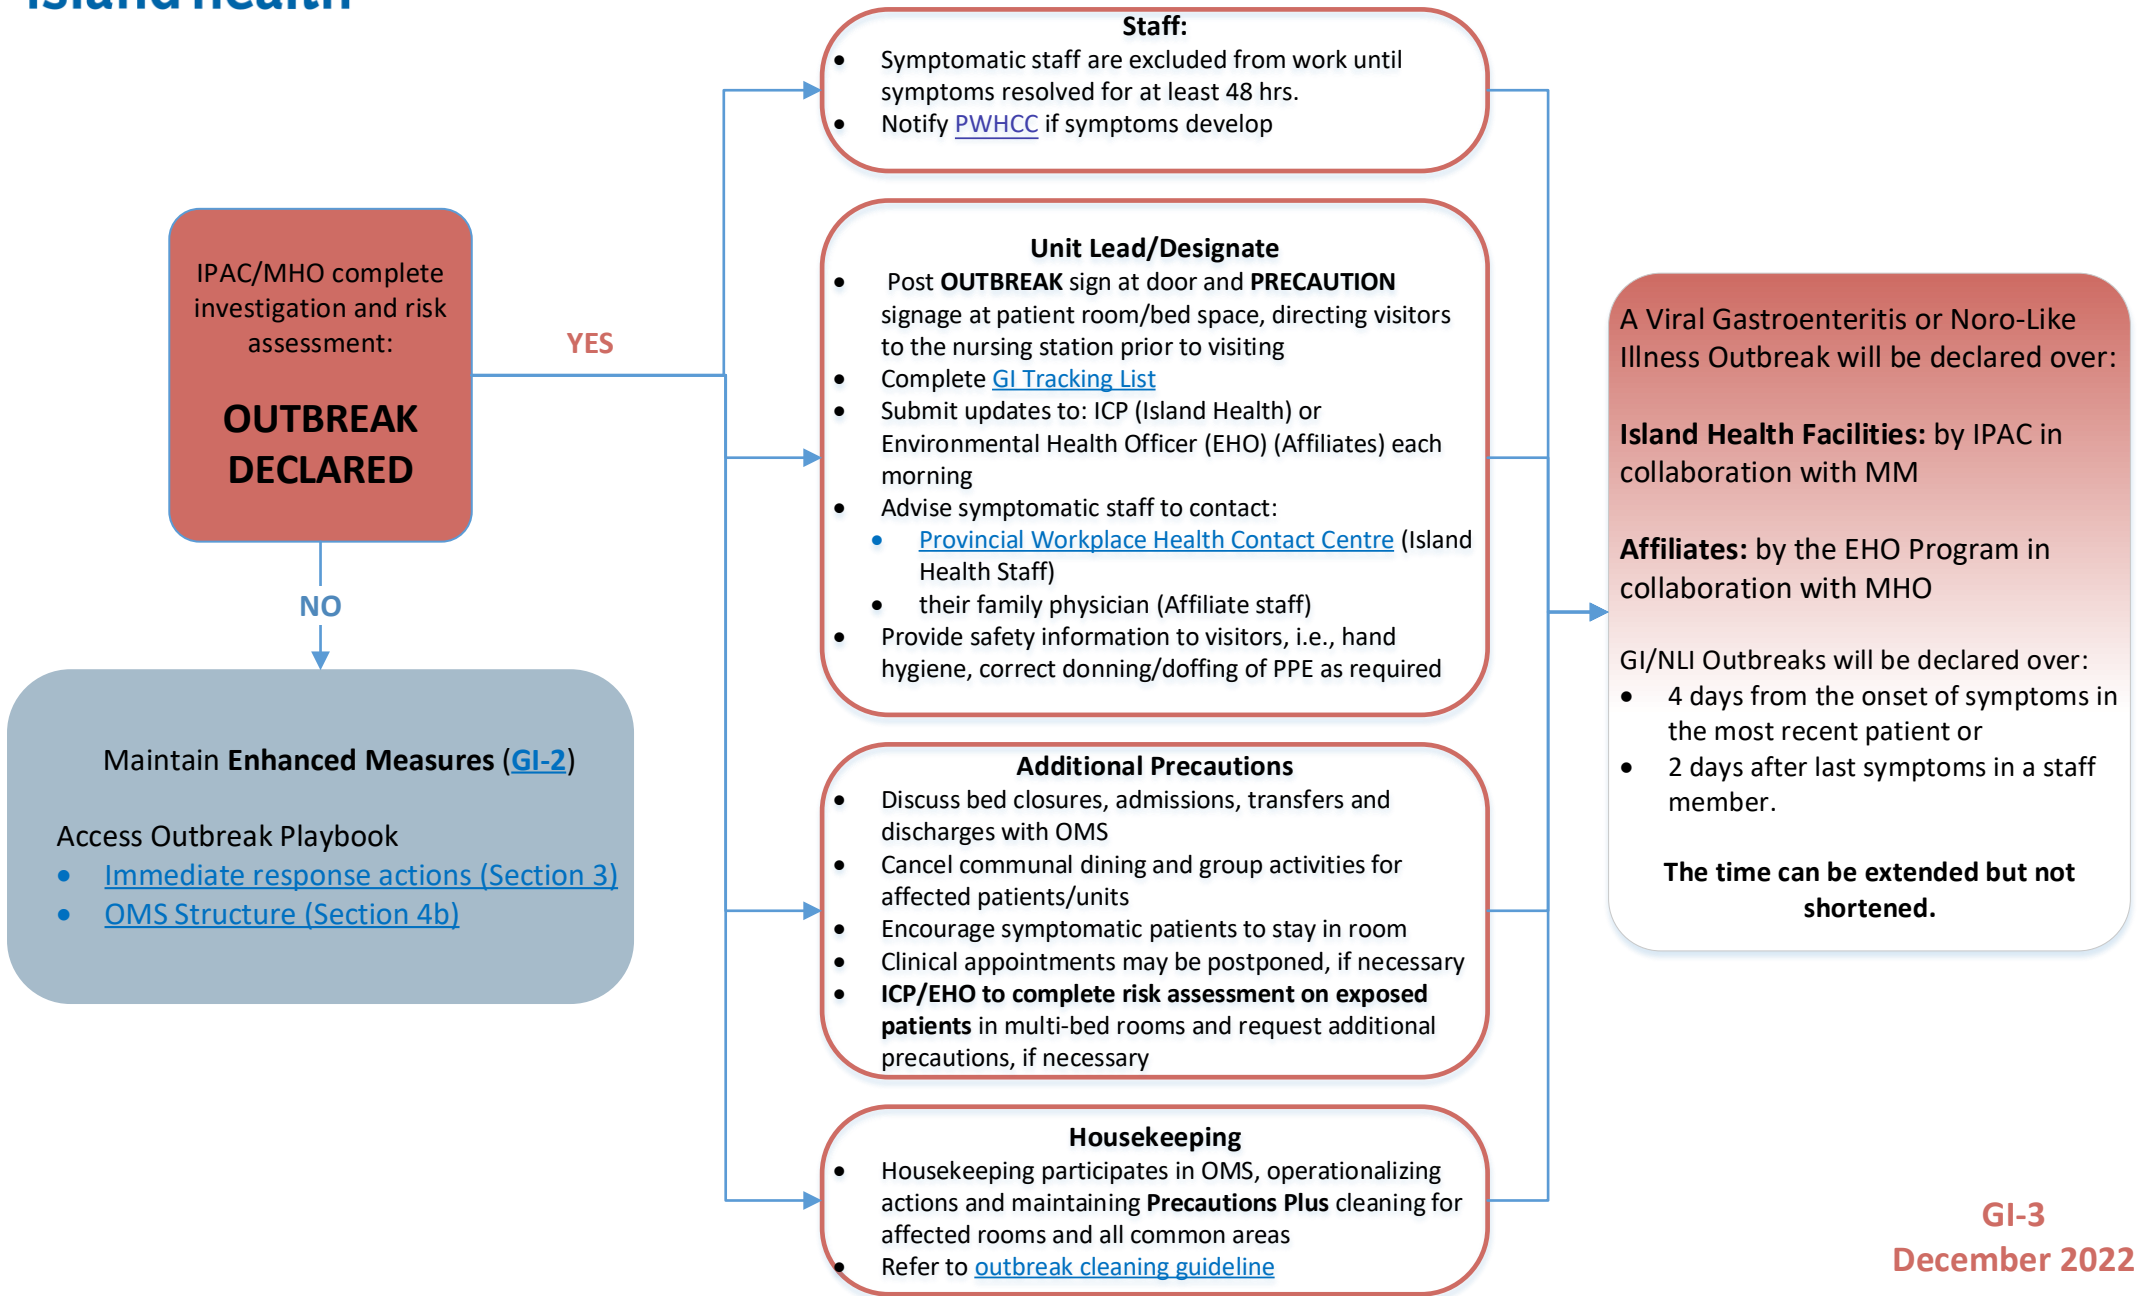 island health
IPAC/MHO complete
investigation and risk
assessment:
OUTBREAK
DECLARED
YES
NO
Maintain Enhanced Measures (GI-2)
Access Outbreak Playbook
• Immediate response actions (Section 3)
• OMS Structure (Section 4b)
Staff:
• Symptomatic staff are excluded from work until
symptoms resolved for at least 48 hrs.
• Notify PWHCC if symptoms develop
Unit Lead/Designate
• Post OUTBREAK sign at door and PRECAUTION
signage at patient room/bed space, directing visitors
to the nursing station prior to visiting
• Complete GI Tracking List
• Submit updates to: ICP (Island Health) or
Environmental Health Officer (EHO) (Affiliates) each
morning
• Advise symptomatic staff to contact:
• Provincial Workplace Health Contact Centre (Island
Health Staff)
• their family physician (Affiliate staff)
• Provide safety information to visitors, i.e., hand
hygiene, correct donning/doffing of PPE as required
Additional Precautions
• Discuss bed closures, admissions, transfers and
discharges with OMS
• Cancel communal dining and group activities for
affected patients/units
• Encourage symptomatic patients to stay in room
• Clinical appointments may be postponed, if necessary
• ICP/EHO to complete risk assessment on exposed
patients in multi-bed rooms and request additional
precautions, if necessary
Housekeeping
• Housekeeping participates in OMS, operationalizing
actions and maintaining Precautions Plus cleaning for
affected rooms and all common areas
• Refer to outbreak cleaning guideline
A Viral Gastroenteritis or Noro-Like
Illness Outbreak will be declared over:
Island Health Facilities: by IPAC in
collaboration with MM
Affiliates: by the EHO Program in
collaboration with MHO
GI/NLI Outbreaks will be declared over:
• 4 days from the onset of symptoms in
the most recent patient or
• 2 days after last symptoms in a staff
member.
The time can be extended but not
shortened.
GI-3
December 2022